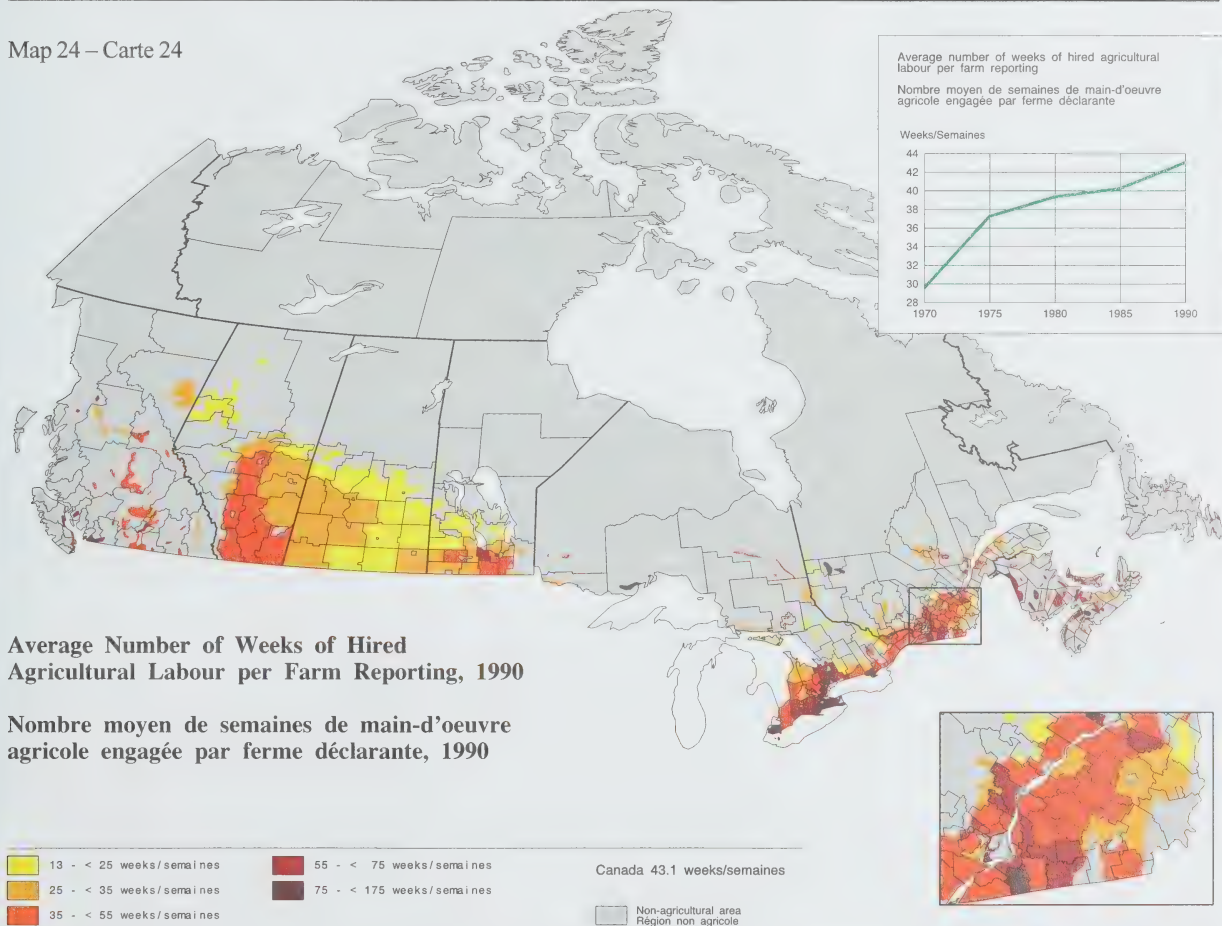 Map 24 – Carte 24
Average number of weeks of hired agricultural
labour per farm reporting
Nombre moyen de semaines de main-d'oeuvre
agricole engagée par ferme déclarante
Weeks/Semaines
44
42
40
38
36
34
32
30
28
1970 1975 1980 1985 1990
Average Number of Weeks of Hired
Agricultural Labour per Farm Reporting, 1990
Nombre moyen de semaines de main-d'oeuvre
agricole engagée par ferme déclarante, 1990
13 - < 25 weeks/semaines
25 - < 35 weeks/semaines
35 - < 55 weeks/semaines
55 - < 75 weeks/semaines
75 - < 175 weeks/semaines
Canada 43.1 weeks/semaines
Non-agricultural area
Région non agricole